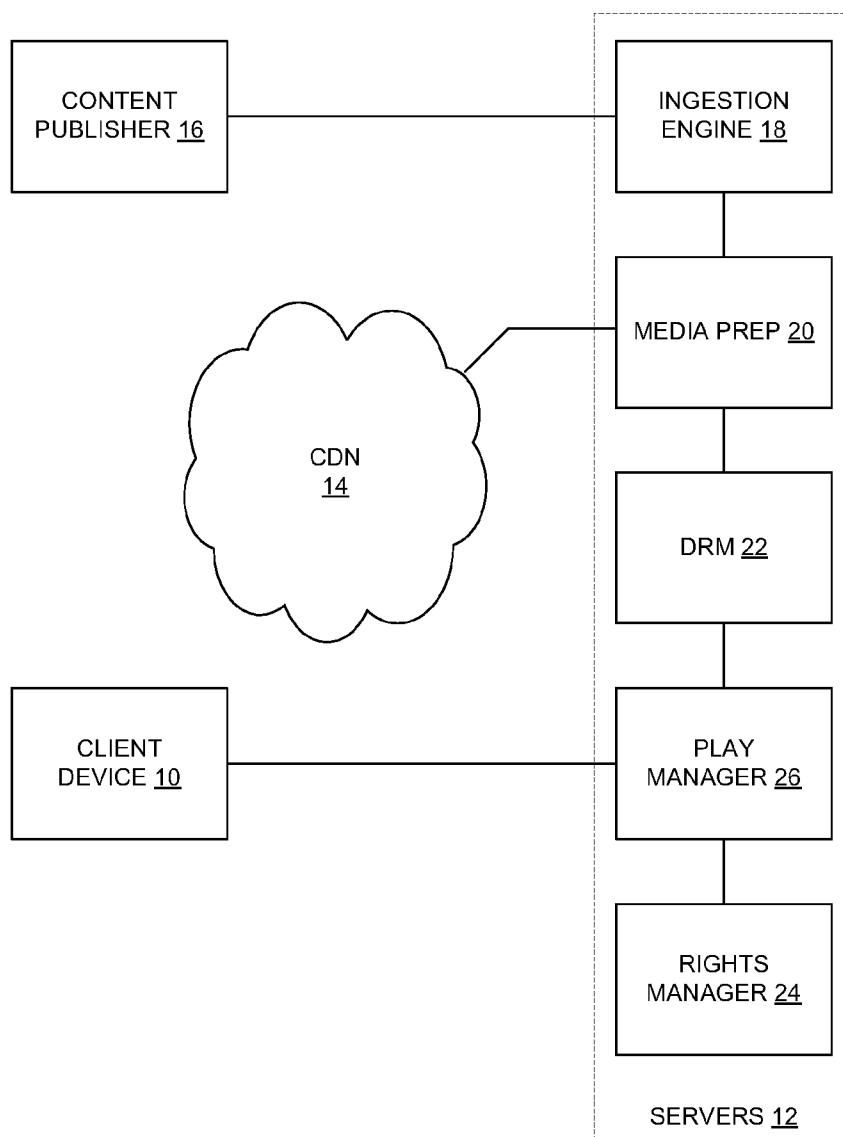 CONTENT
PUBLISHER 16
INGESTION
ENGINE 18
MEDIA PREP 20
CDN
14
DRM 22
CLIENT
DEVICE 10
PLAY
MANAGER 26
RIGHTS
MANAGER 24
SERVERS 12